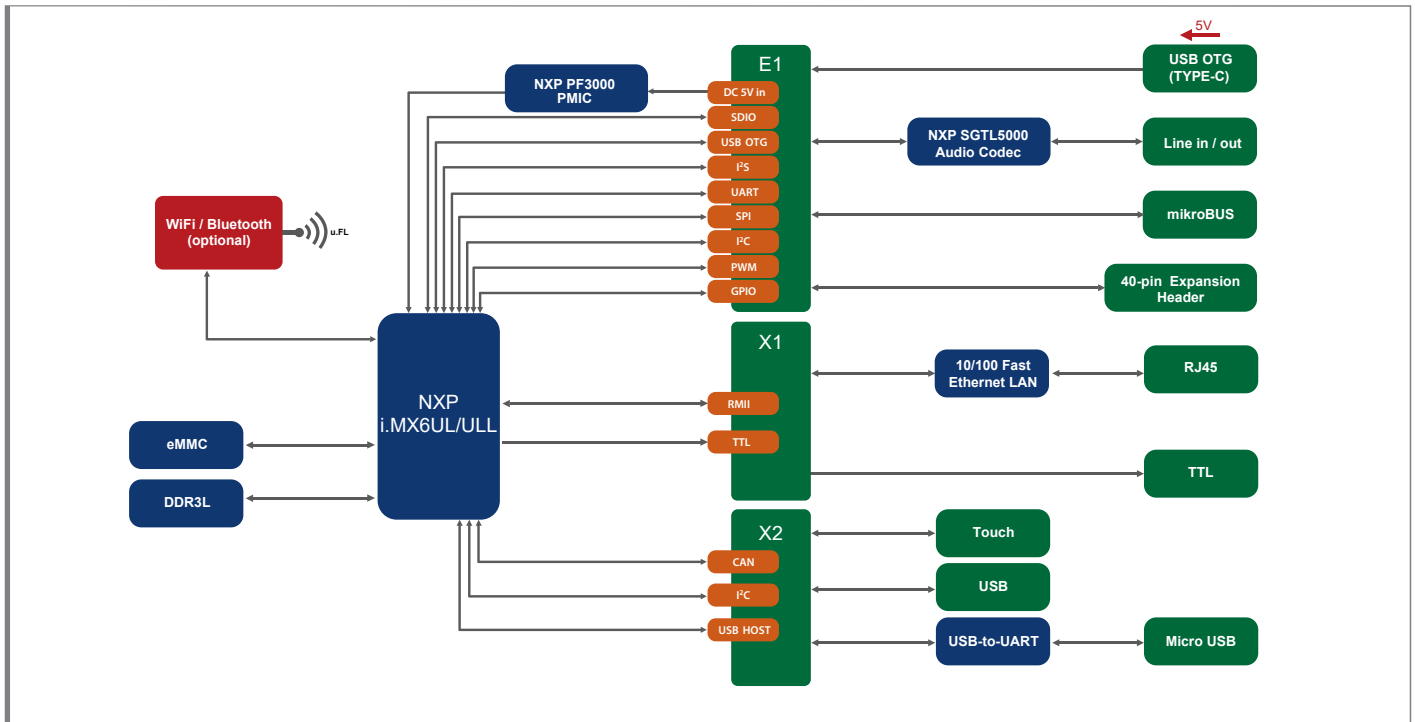 5V
USB OTG
(TYPE-C)
E1
NXP PF3000
PMIC
DC 5V in
SDIO
USB OTG
I²S
UART
SPI
I²C
PWM
GPIO
NXP SGTL5000
Audio Codec
Line in / out
mikroBUS
40-pin Expansion
Header
WiFi / Bluetooth
(optional)
u.FL
NXP
i.MX6UL/ULL
eMMC
DDR3L
X1
RMII
TTL
10/100 Fast
Ethernet LAN
RJ45
TTL
X2
CAN
I²C
USB HOST
Touch
USB
USB-to-UART
Micro USB